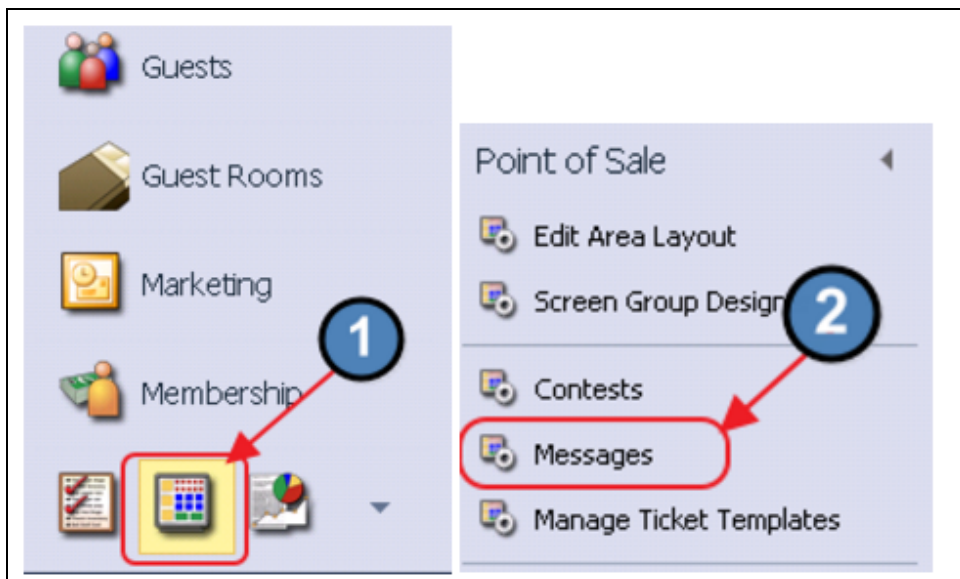 Guests
Guest Rooms
Marketing
1
Membership
Point of Sale
Edit Area Layout
Screen Group Design
2
Contests
Messages
Manage Ticket Templates